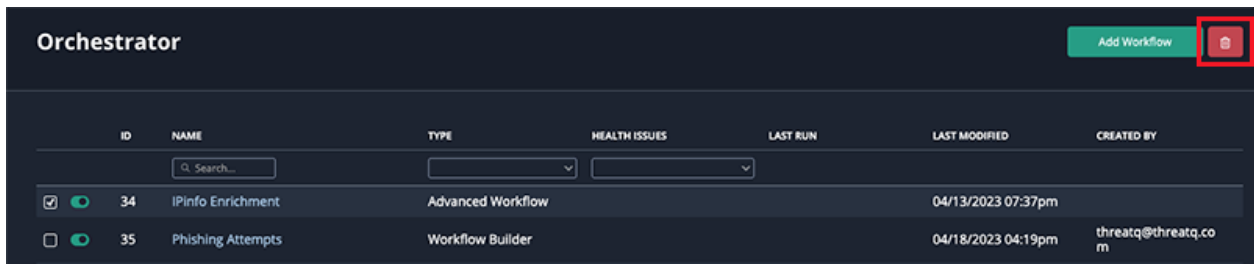 Orchestrator
Add Workflow
ID NAME TYPE HEALTH ISSUES LAST RUN LAST MODIFIED CREATED BY
Search...
34 IPinfo Enrichment Advanced Workflow 04/13/2023 07:37pm
35 Phishing Attempts Workflow Builder 04/18/2023 04:19pm threatq@threatq.co
m